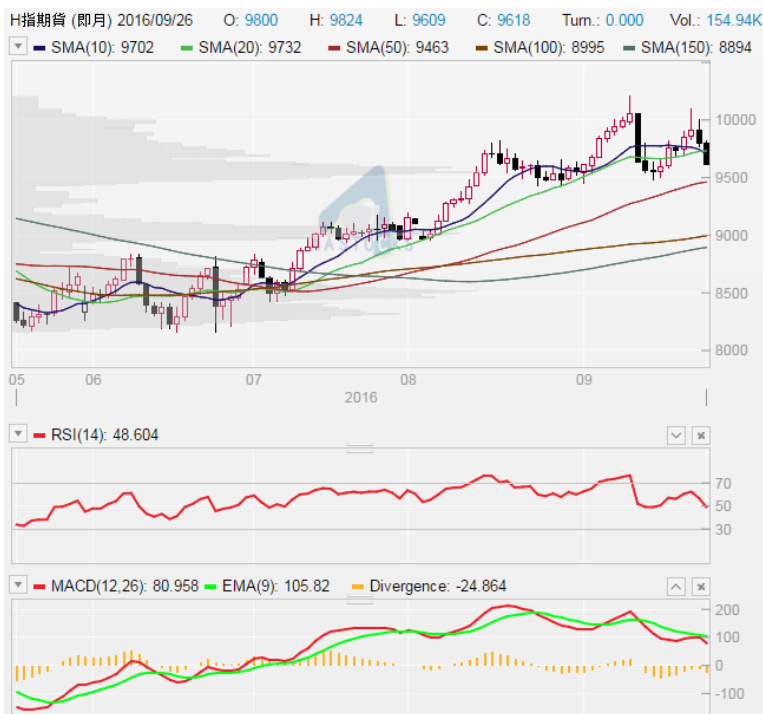 H指期貨 (即月) 2016/09/26 O: 9800 H: 9824 L: 9609 C: 9618 Turn.: 0.000 Vol.: 154.94K
SMA(10): 9702 SMA(20): 9732 SMA(50): 9463 SMA(100): 8995 SMA(150): 8894
10000
9500
9000
8500
8000
ASTOCKS
05 06 07 08 09
2016
RSI(14): 48.604
70
50
30
MACD(12,26): 80.958 EMA(9): 105.82 Divergence: -24.864
200
100
0
-100